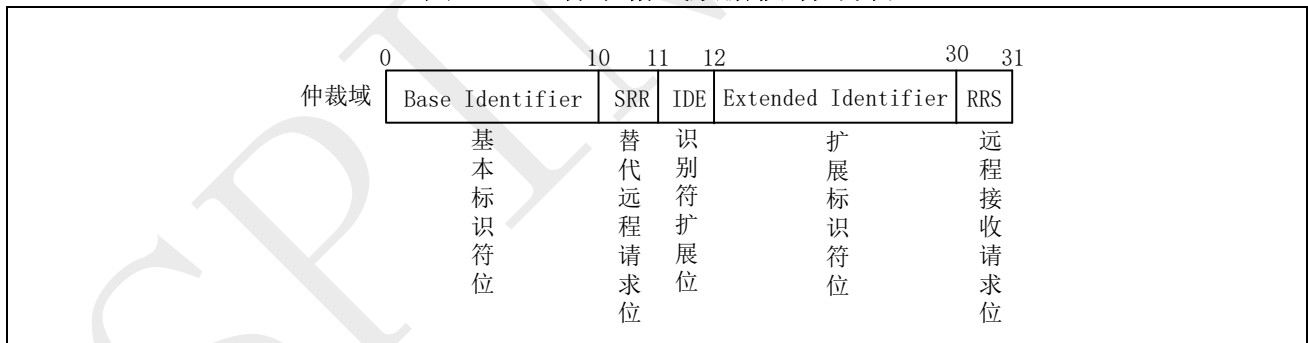 0 10 11 12 30 31
仲裁域 Base Identifier SRR IDE Extended Identifier RRS
基本标识符位
替代远程请求位
识别符扩展位
扩展标识符位
远程接收请求位